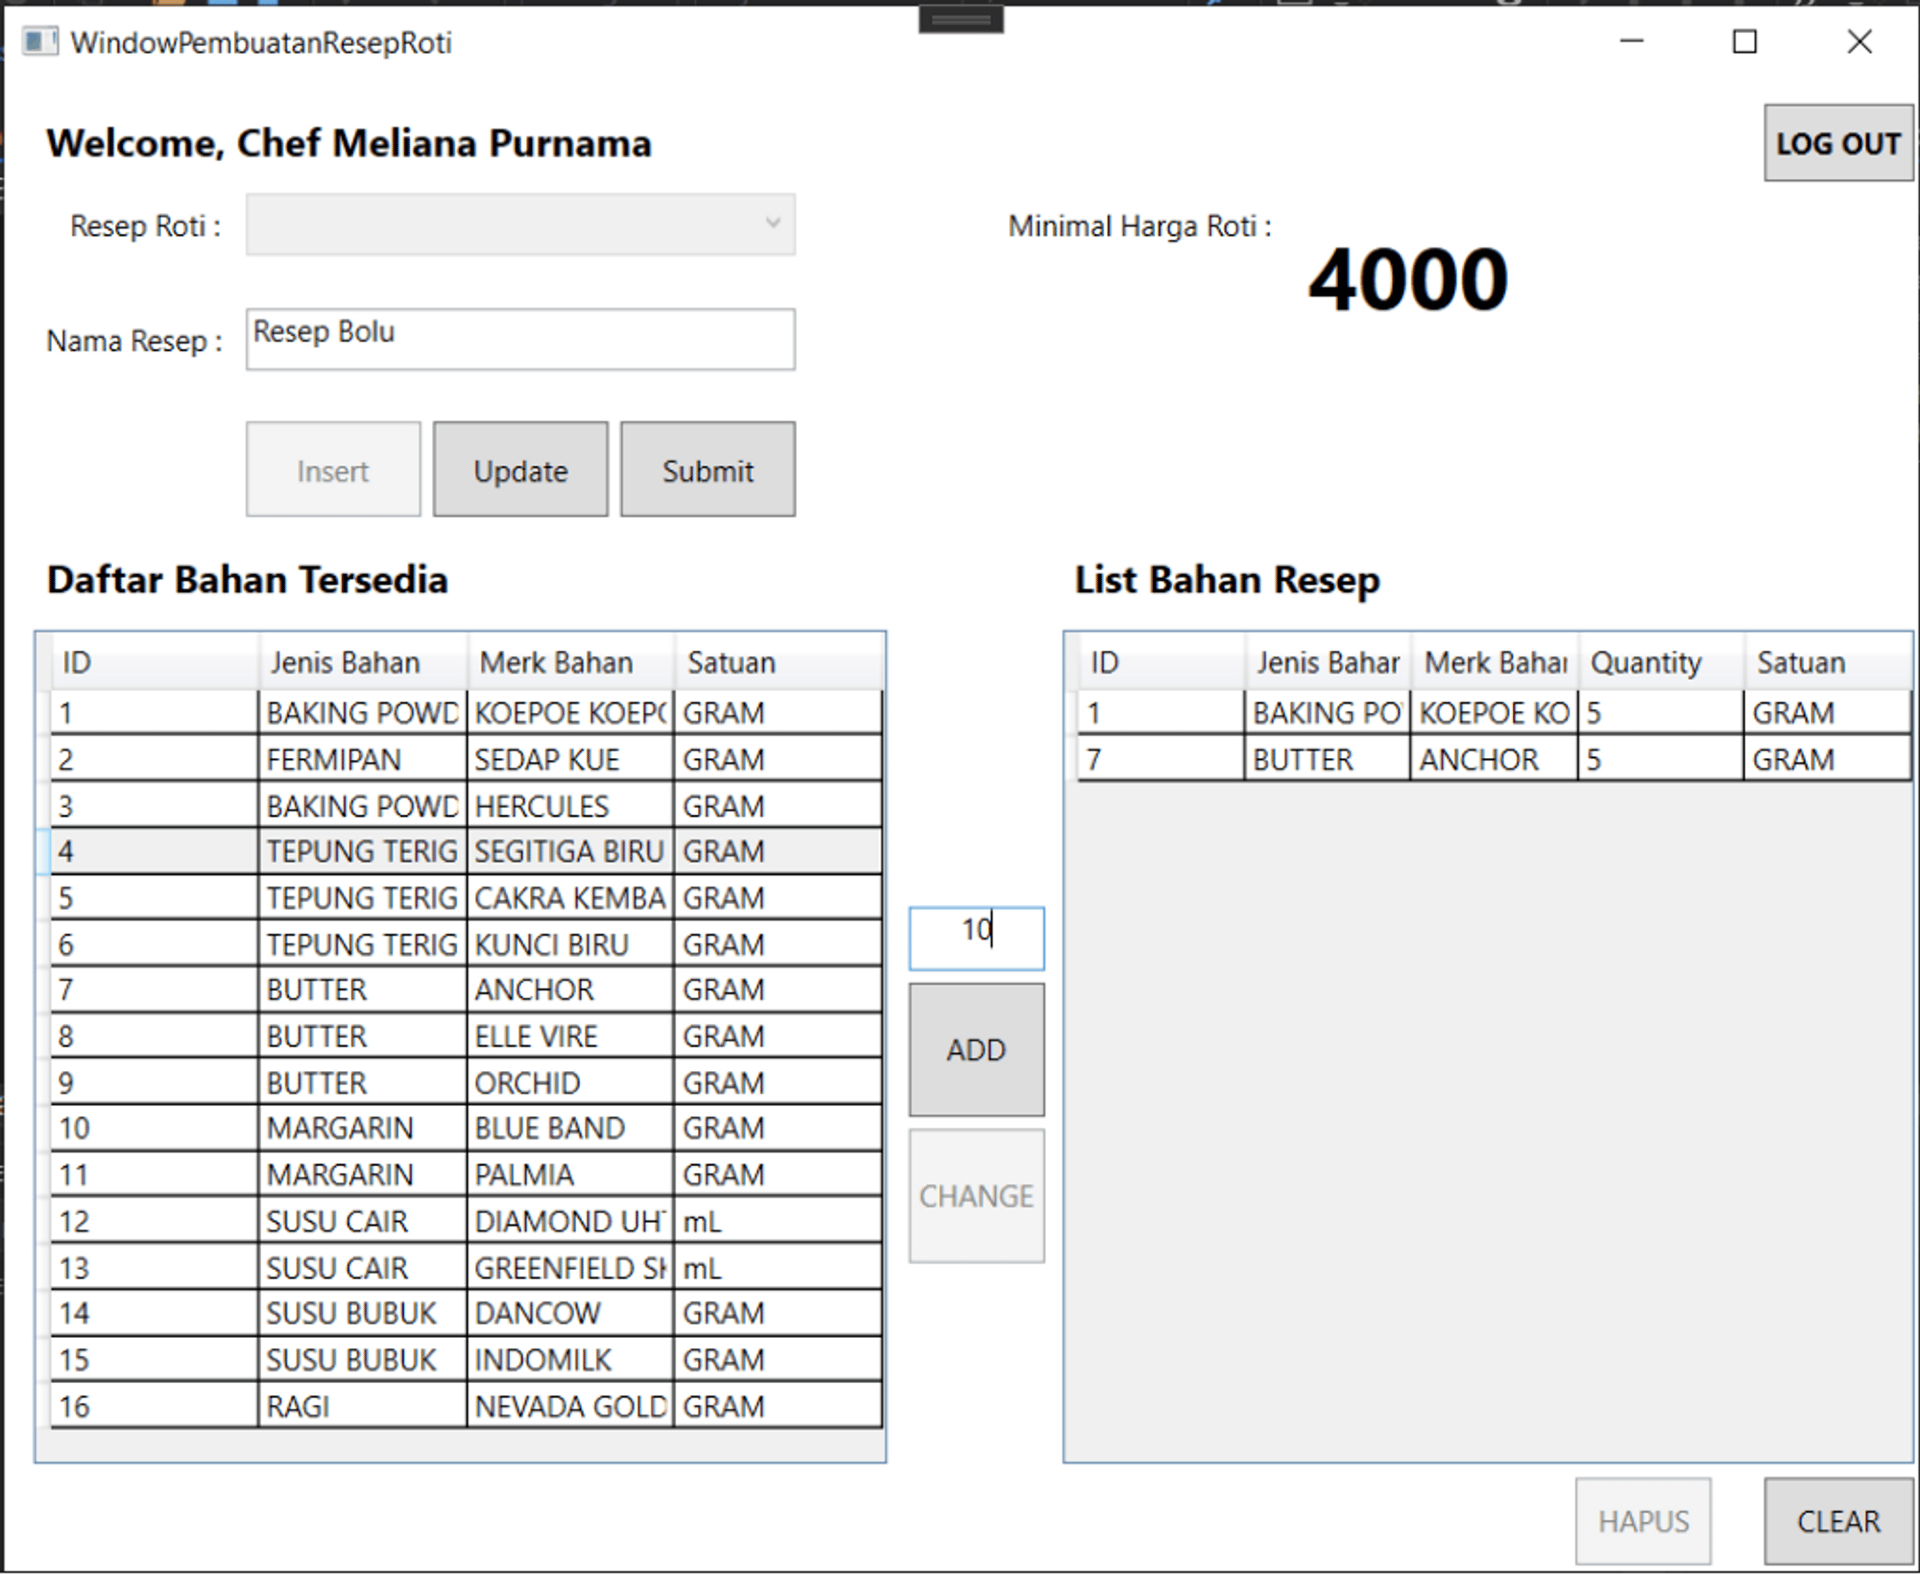 WindowPembuatanResepRoti
Welcome, Chef Meliana Purnama
LOG OUT
Resep Roti :
Minimal Harga Roti :
4000
Nama Resep : Resep Bolu
Insert Update Submit
Daftar Bahan Tersedia
ID Jenis Bahan Merk Bahan Satuan
1 BAKING POWD KOEPOE KOEPO GRAM
2 FERMIPAN SEDAP KUE GRAM
3 BAKING POWD HERCULES GRAM
4 TEPUNG TERIG SEGITIGA BIRU GRAM
5 TEPUNG TERIG CAKRA KEMBA GRAM
6 TEPUNG TERIG KUNCI BIRU GRAM
7 BUTTER ANCHOR GRAM
8 BUTTER ELLE VIRE GRAM
9 BUTTER ORCHID GRAM
10 MARGARIN BLUE BAND GRAM
11 MARGARIN PALMIA GRAM
12 SUSU CAIR DIAMOND UHT mL
13 SUSU CAIR GREENFIELD SK mL
14 SUSU BUBUK DANCOW GRAM
15 SUSU BUBUK INDOMILK GRAM
16 RAGI NEVADA GOLD GRAM
10
ADD
CHANGE
List Bahan Resep
ID Jenis Bahan Merk Bahan Quantity Satuan
1 BAKING PO KOEPOE KO 5 GRAM
7 BUTTER ANCHOR 5 GRAM
HAPUS CLEAR